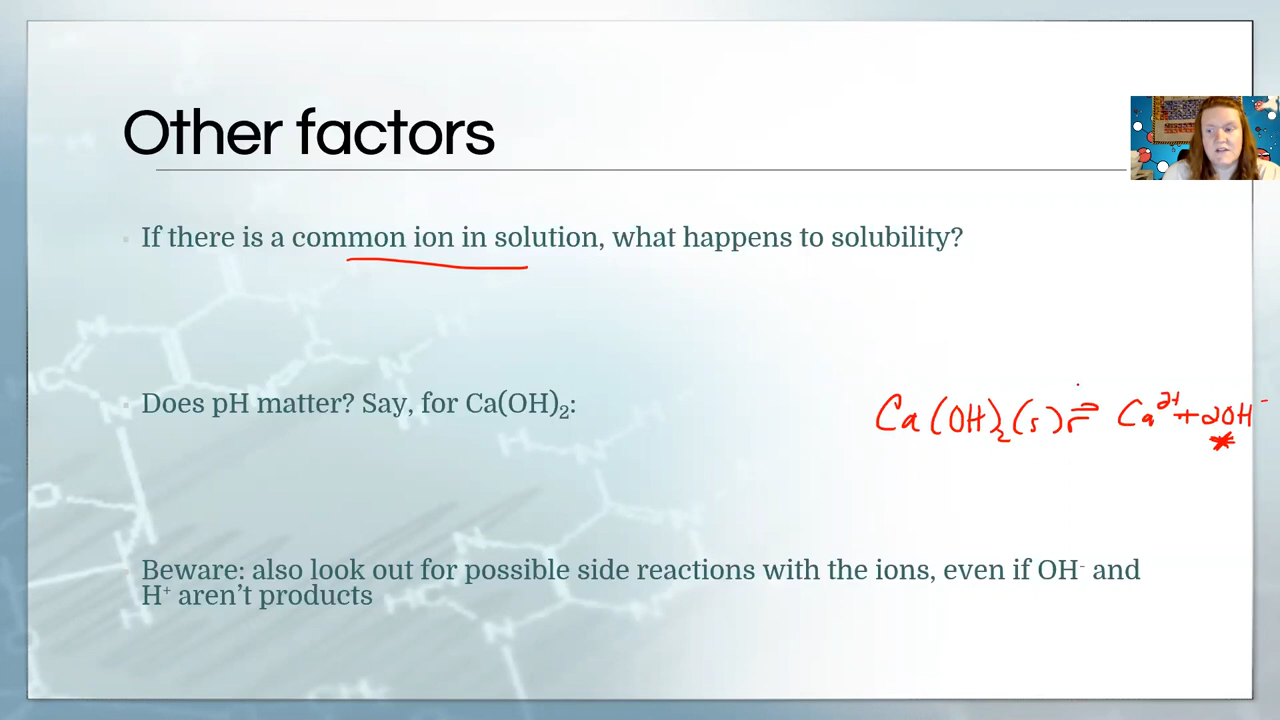 Other factors
If there is a common ion in solution, what happens to solubility?
Does pH matter? Say, for Ca(OH)₂:
Ca(OH)₂(s) ⇌ Ca²⁺ + 2OH⁻
Beware: also look out for possible side reactions with the ions, even if OH⁻ and
H⁺ aren’t products